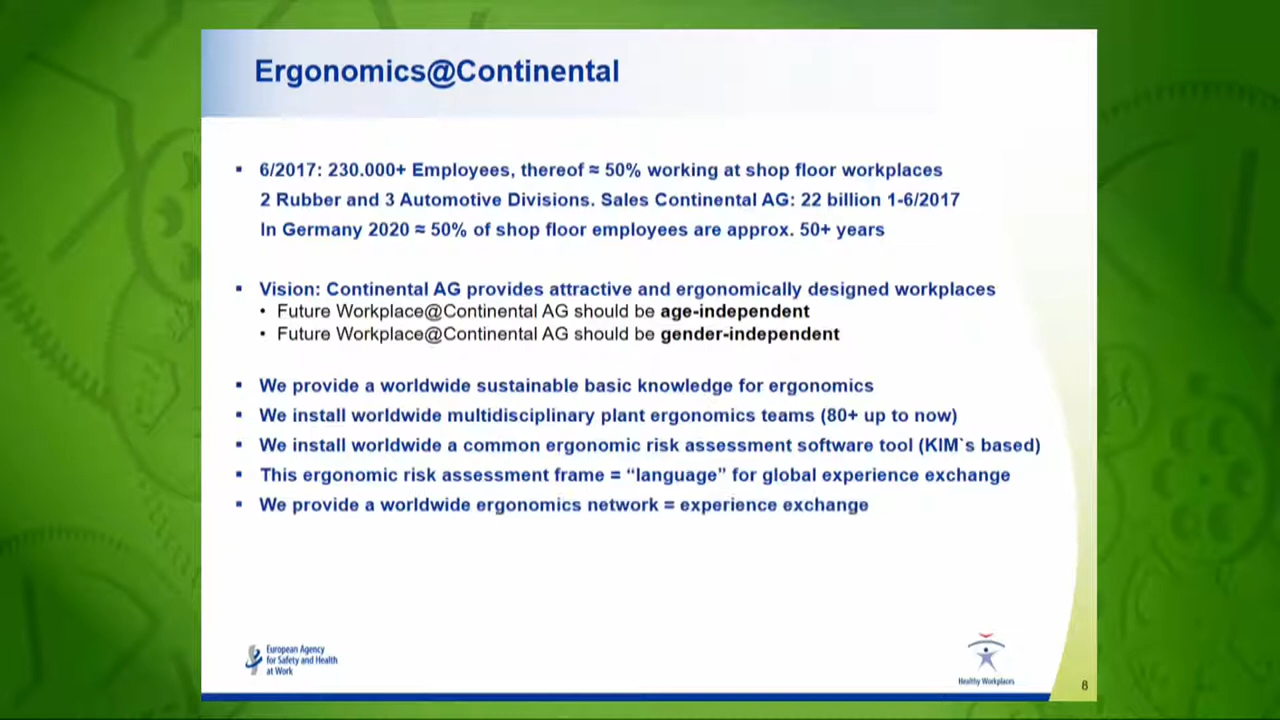 Ergonomics@Continental
▪ 6/2017: 230.000+ Employees, thereof ≈ 50% working at shop floor workplaces
2 Rubber and 3 Automotive Divisions. Sales Continental AG: 22 billion 1-6/2017
In Germany 2020 ≈ 50% of shop floor employees are approx. 50+ years
▪ Vision: Continental AG provides attractive and ergonomically designed workplaces
• Future Workplace@Continental AG should be age-independent
• Future Workplace@Continental AG should be gender-independent
▪ We provide a worldwide sustainable basic knowledge for ergonomics
▪ We install worldwide multidisciplinary plant ergonomics teams (80+ up to now)
▪ We install worldwide a common ergonomic risk assessment software tool (KIM`s based)
▪ This ergonomic risk assessment frame = “language” for global experience exchange
▪ We provide a worldwide ergonomics network = experience exchange
European Agency
for Safety and Health
at Work
Healthy Workplaces
8